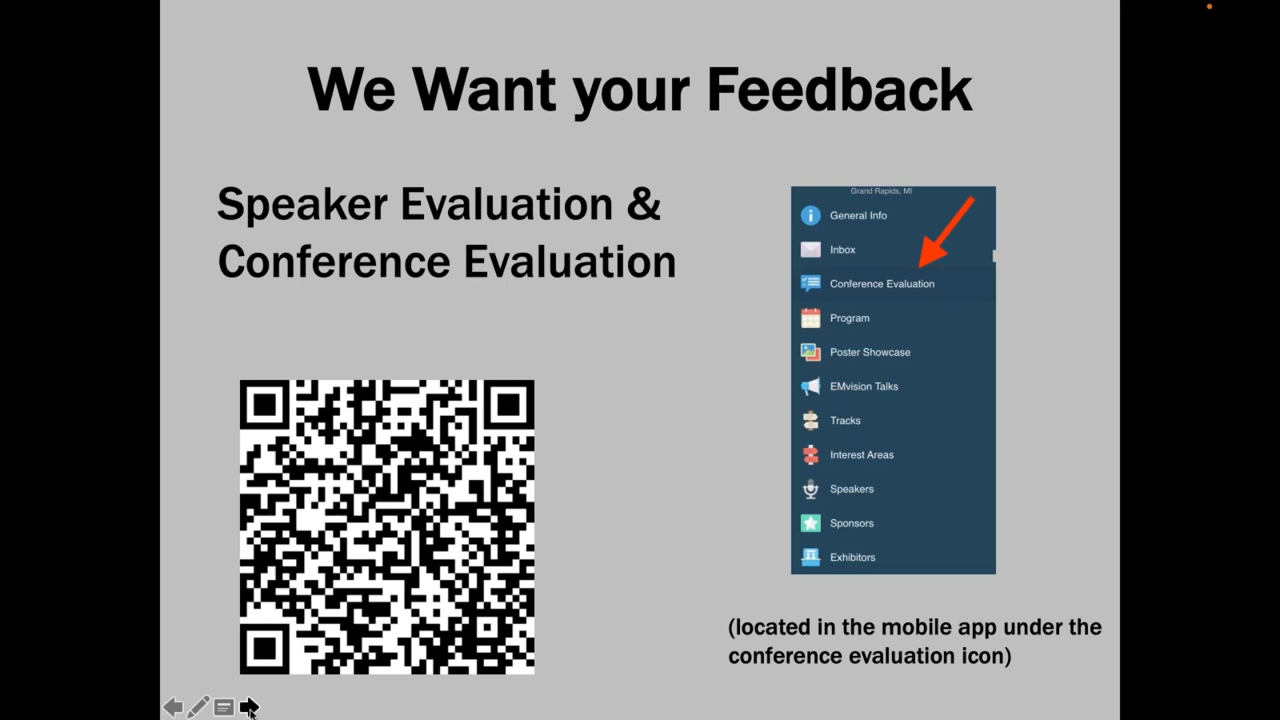 We Want your Feedback
Speaker Evaluation &
Conference Evaluation
Grand Rapids, MI
General Info
Inbox
Conference Evaluation
Program
Poster Showcase
EMvision Talks
Tracks
Interest Areas
Speakers
Sponsors
Exhibitors
(located in the mobile app under the
conference evaluation icon)